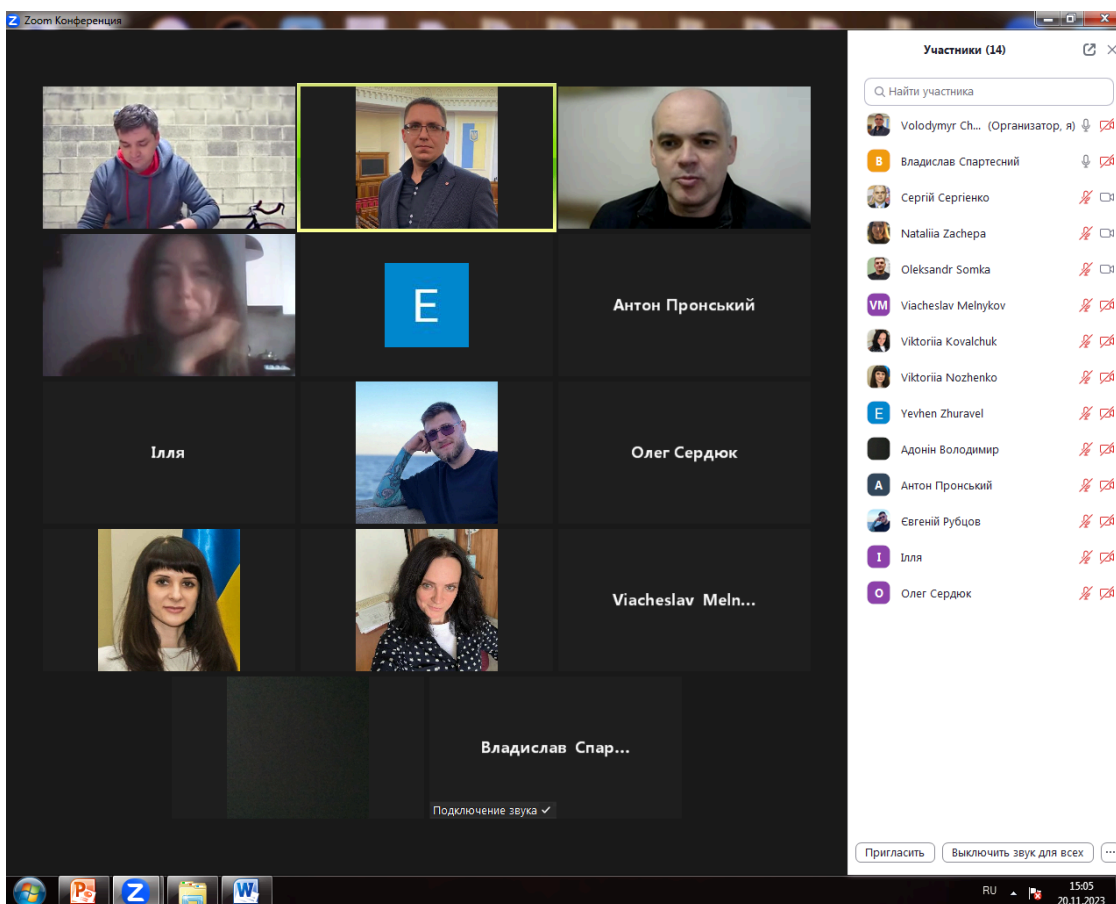 Zoom Конференция
Участники (14)
Найти участника
Volodymyr Ch... (Организатор, я)
Владислав Спартесний
Сергій Сергіенко
Nataliia Zachepa
Oleksandr Somka
VM Viacheslav Melnykov
Viktoriia Kovalchuk
Viktoriia Nozhenko
E Yevhen Zhuravel
Адонін Володимир
А Антон Пронський
Євгеній Рубцов
І Ілля
О Олег Сердюк
E
Антон Пронський
Ілля
Олег Сердюк
Viacheslav Meln...
Владислав Спар...
Подключение звука
Пригласить
Выключить звук для всех
RU
15:05
20.11.2023